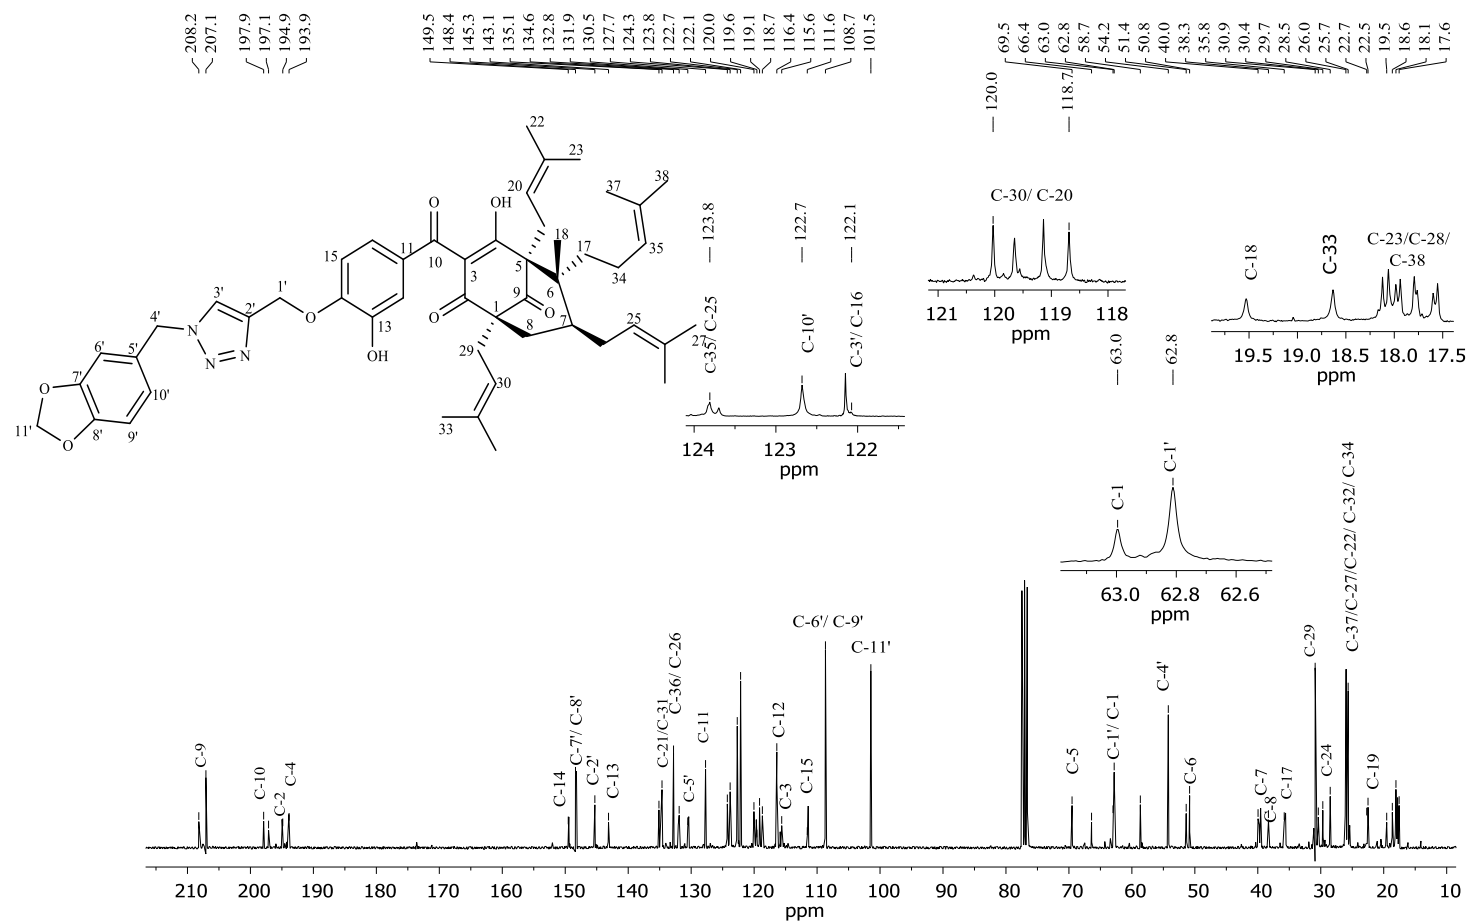 208.2
207.1
197.9
197.1
194.9
193.9
149.5
148.4
145.3
143.1
135.1
134.6
132.8
131.9
130.5
127.7
124.3
123.8
122.7
122.1
120.0
119.6
119.1
118.7
116.4
115.6
111.6
108.7
101.5
69.5
66.4
63.0
62.8
58.7
54.2
51.4
50.8
40.0
38.3
35.8
30.9
30.4
29.7
28.5
26.0
25.7
22.7
22.5
19.5
18.6
18.1
17.6
22
23
20
OH
O
15
11
10
3
5
18
17
37
38
35
34
6
9
O
1
8
7
O
25
27
29
30
33
13
OH
O
1'
2'
3'
4'
N
N
N
5'
6'
7'
8'
9'
10'
11'
O
O
123.8
122.7
122.1
C-35/ C-25
C-10'
C-3'/ C-16
124 123 122
ppm
120.0
118.7
C-30/ C-20
121 120 119 118
ppm
C-18
C-33
C-23/C-28/
C-38
19.5 19.0 18.5 18.0 17.5
ppm
63.0
62.8
C-1
C-1'
63.0 62.8 62.6
ppm
C-9
C-10
C-2
C-4
C-14
C-7'/ C-8'
C-2'
C-13
C-21/C-31
C-36/ C-26
C-5'
C-11
C-12
C-3
C-15
C-6'/ C-9'
C-11'
C-5
C-1'/ C-1
C-4'
C-6
C-7
C-8
C-17
C-29
C-24
C-37/C-27/C-22/ C-32/ C-34
C-19
210 200 190 180 170 160 150 140 130 120 110 100 90 80 70 60 50 40 30 20 10
ppm